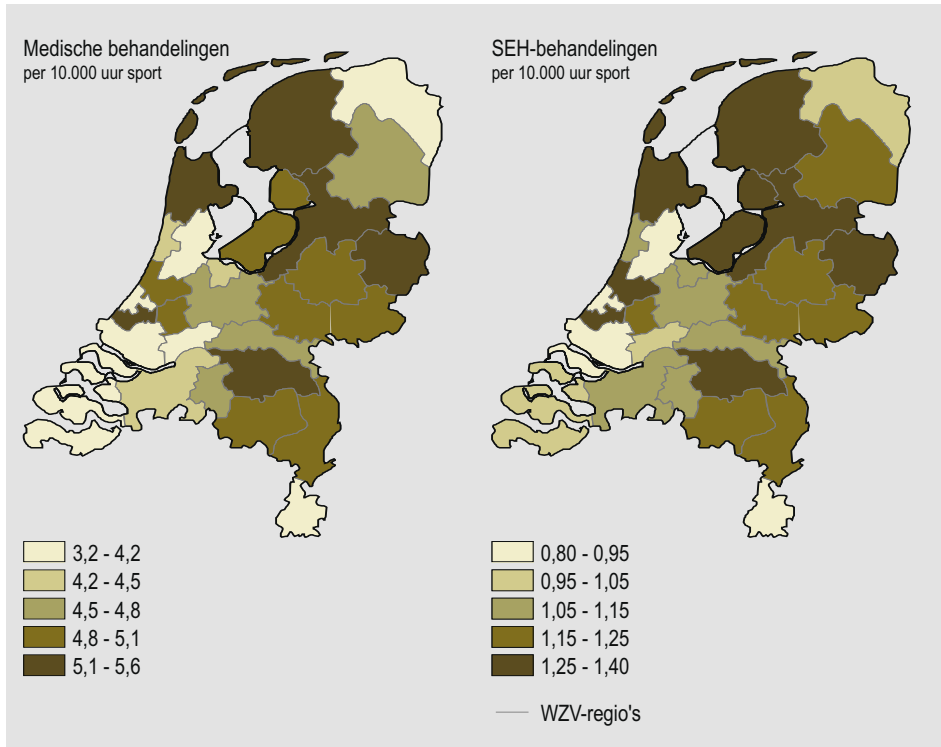 Medische behandelingen
per 10.000 uur sport
3,2 - 4,2
4,2 - 4,5
4,5 - 4,8
4,8 - 5,1
5,1 - 5,6
SEH-behandelingen
per 10.000 uur sport
0,80 - 0,95
0,95 - 1,05
1,05 - 1,15
1,15 - 1,25
1,25 - 1,40
WZV-regio's